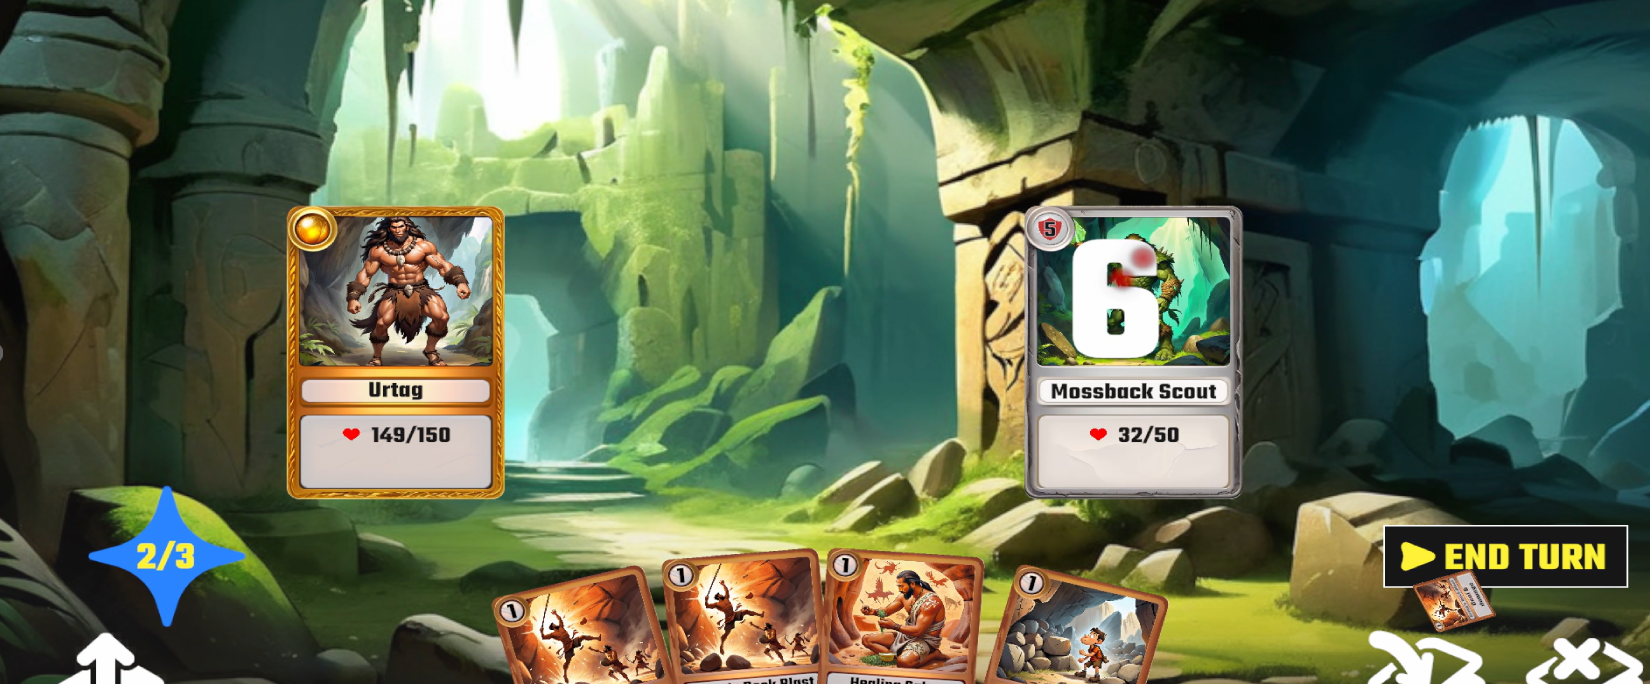 5
6
Urtag
Mossback Scout
149/150
32/50
2/3
END TURN
1
1
1
1
Rock Blast
Healing